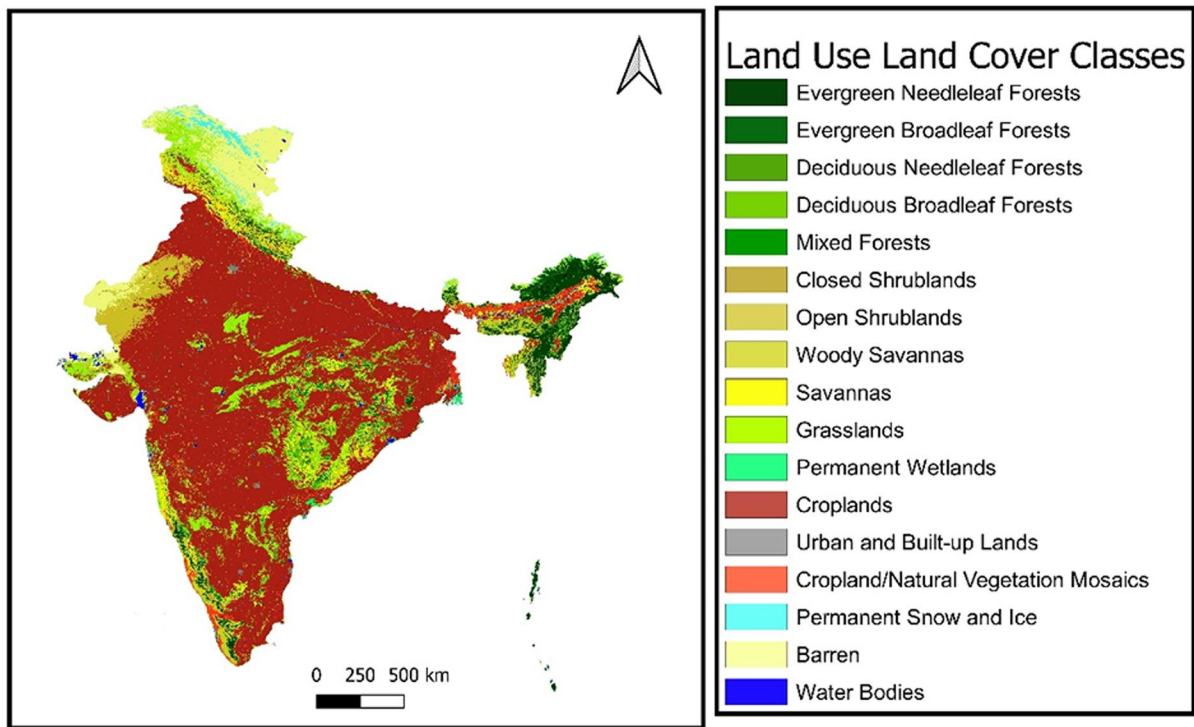 Land Use Land Cover Classes
Evergreen Needleleaf Forests
Evergreen Broadleaf Forests
Deciduous Needleleaf Forests
Deciduous Broadleaf Forests
Mixed Forests
Closed Shrublands
Open Shrublands
Woody Savannas
Savannas
Grasslands
Permanent Wetlands
Croplands
Urban and Built-up Lands
Cropland/Natural Vegetation Mosaics
Permanent Snow and Ice
Barren
Water Bodies
0 250 500 km